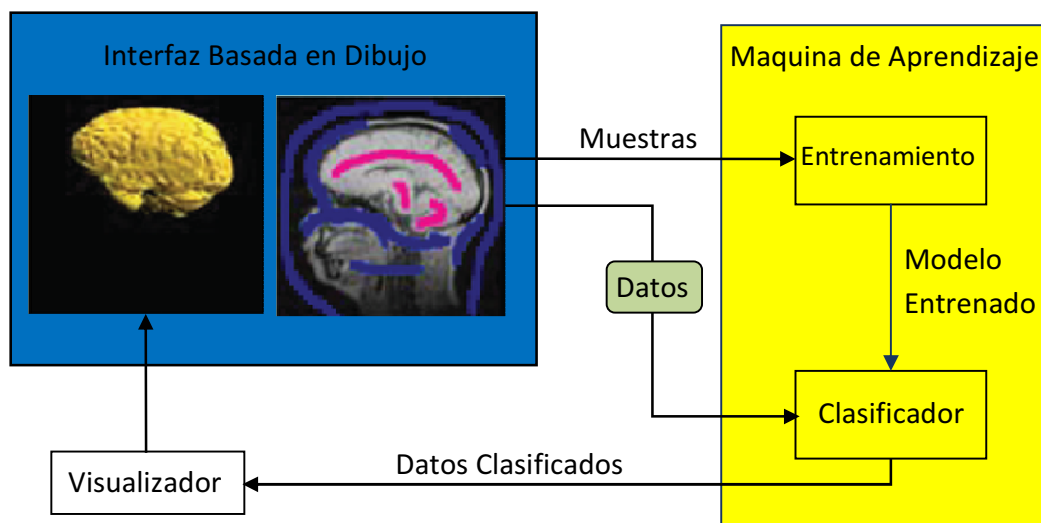 Interfaz Basada en Dibujo
Maquina de Aprendizaje
Muestras
Entrenamiento
Datos
Modelo
Entrenado
Clasificador
Datos Clasificados
Visualizador